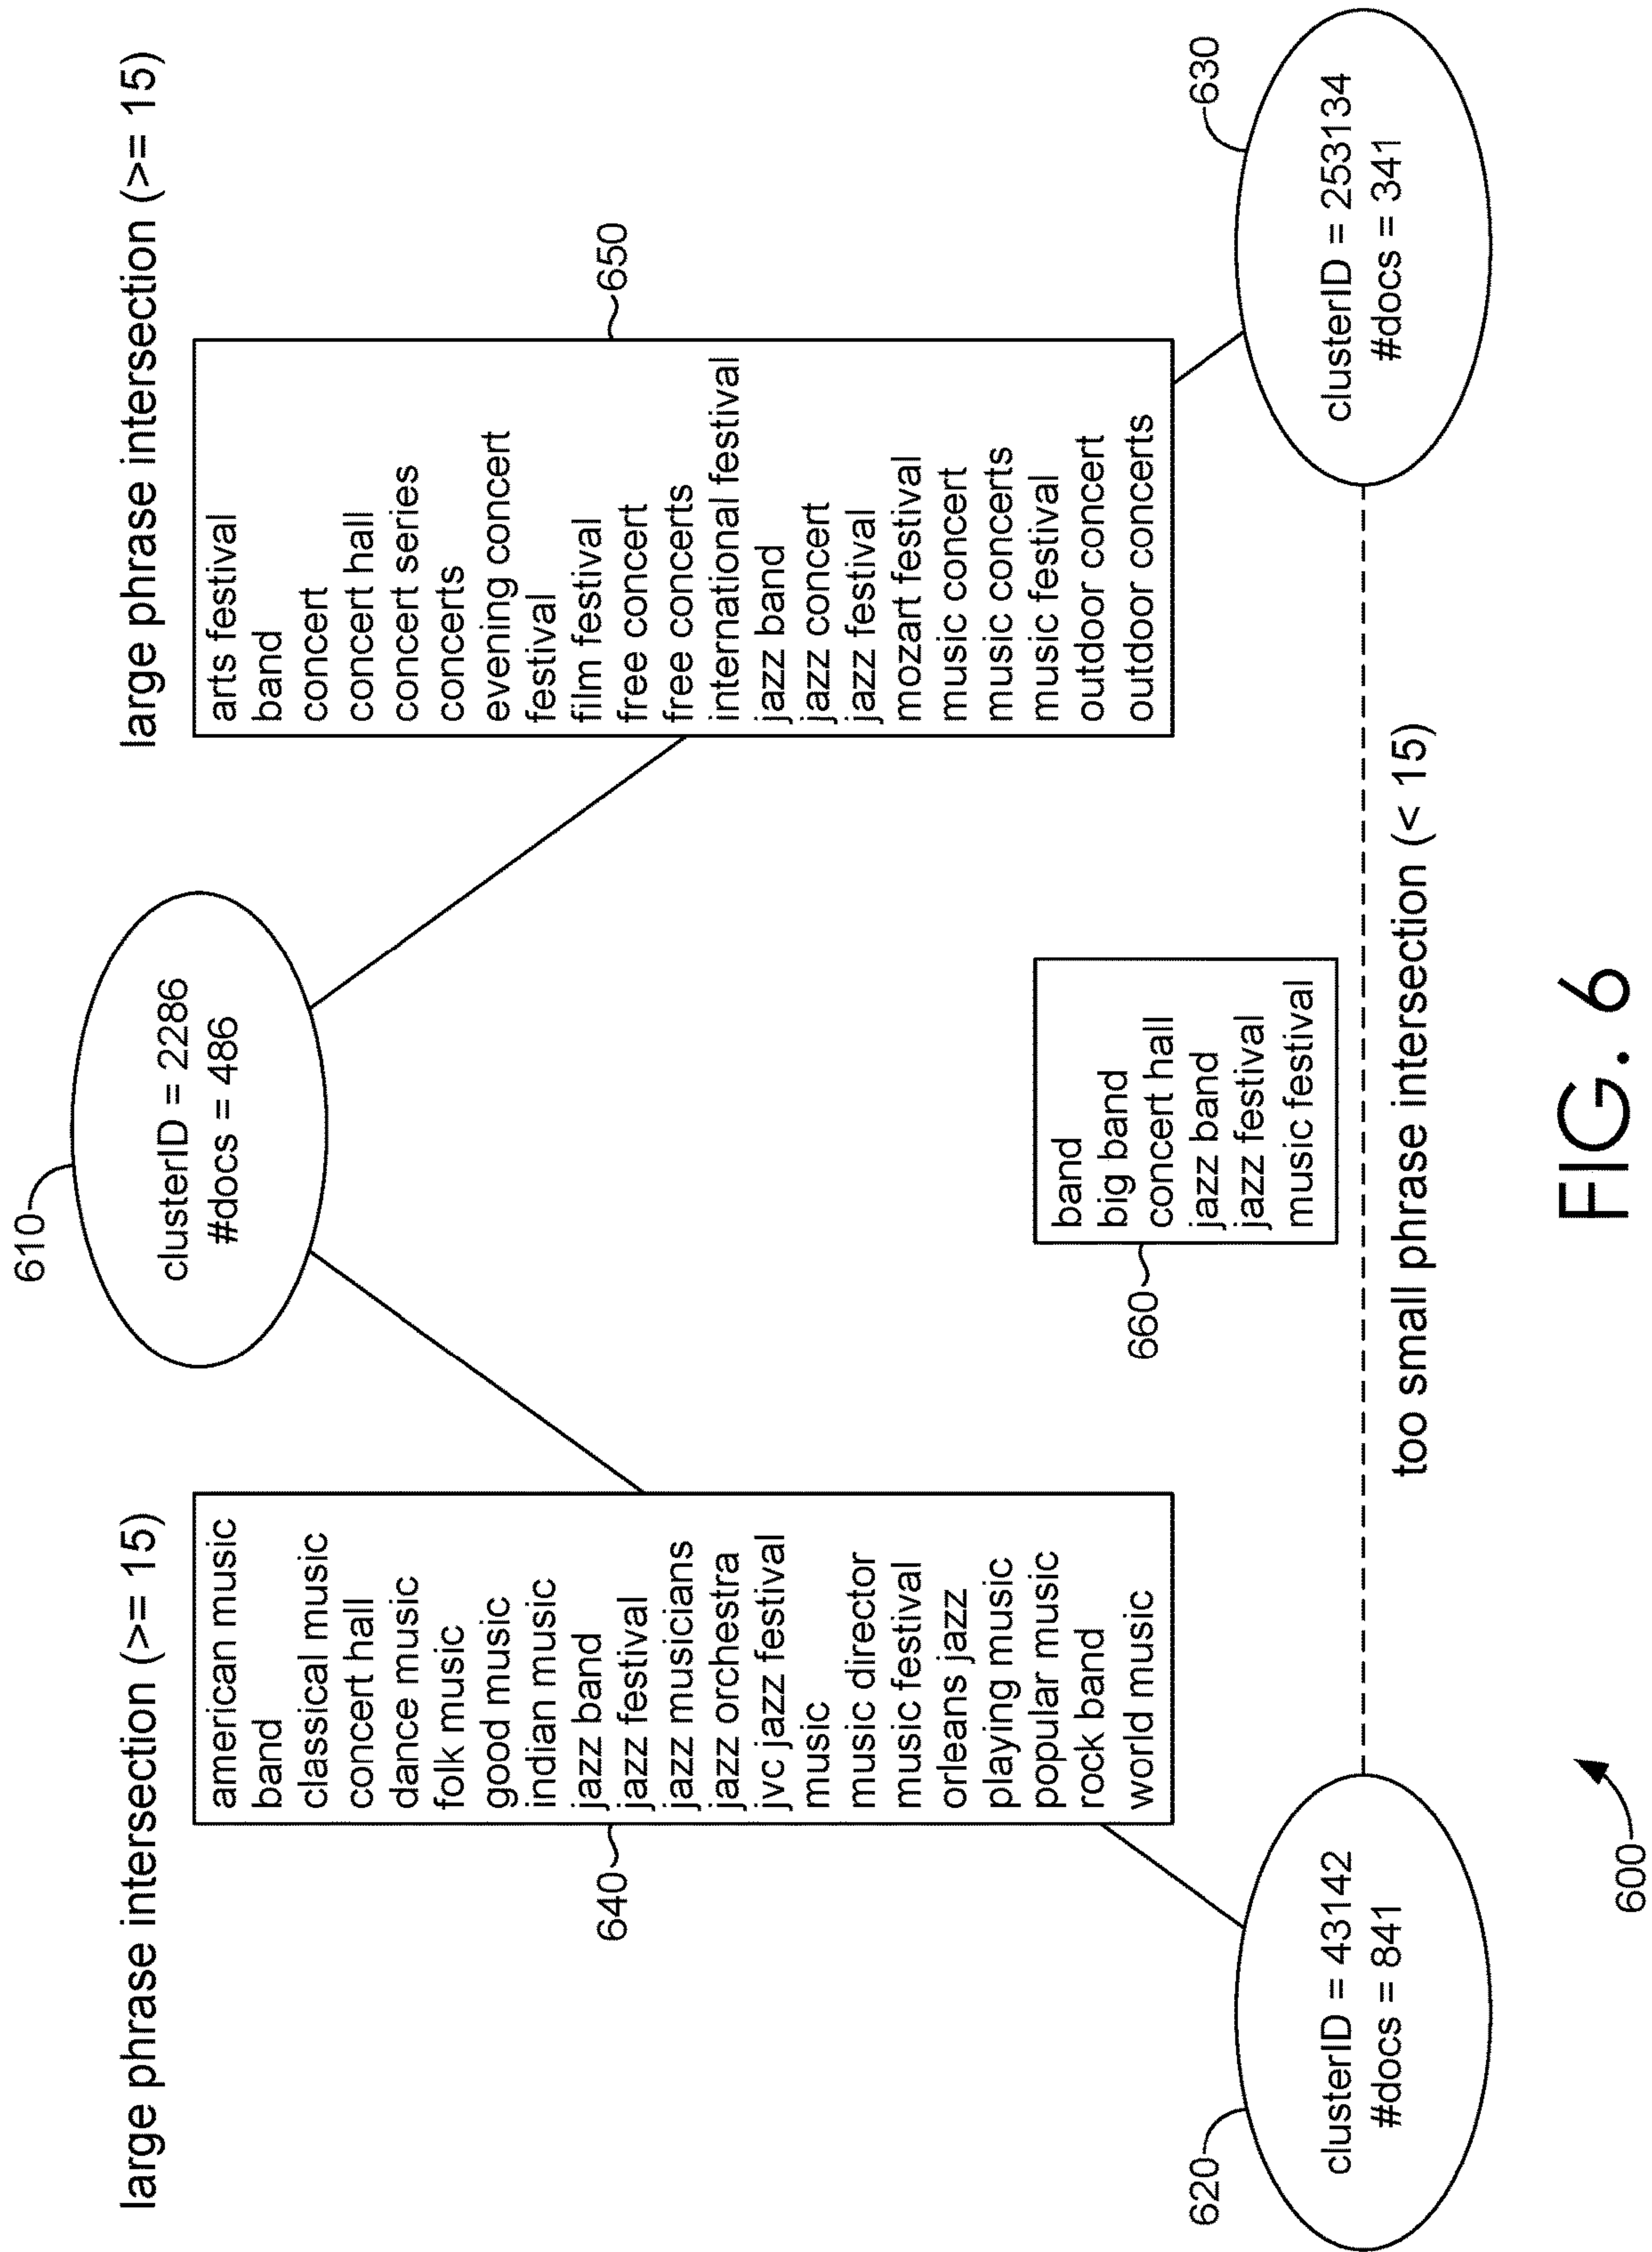 large phrase intersection (>= 15)
large phrase intersection (>= 15)
610
clusterID = 2286
#docs = 486
640
american music
band
classical music
concert hall
dance music
folk music
good music
indian music
jazz band
jazz festival
jazz musicians
jazz orchestra
jvc jazz festival
music
music director
music festival
orleans jazz
playing music
popular music
rock band
world music
650
arts festival
band
concert
concert hall
concert series
concerts
evening concert
festival
film festival
free concert
free concerts
international festival
jazz band
jazz concert
jazz festival
mozart festival
music concert
music concerts
music festival
outdoor concert
outdoor concerts
660
band
big band
concert hall
jazz band
jazz festival
music festival
620
clusterID = 43142
#docs = 841
630
clusterID = 253134
#docs = 341
too small phrase intersection (< 15)
600
FIG. 6